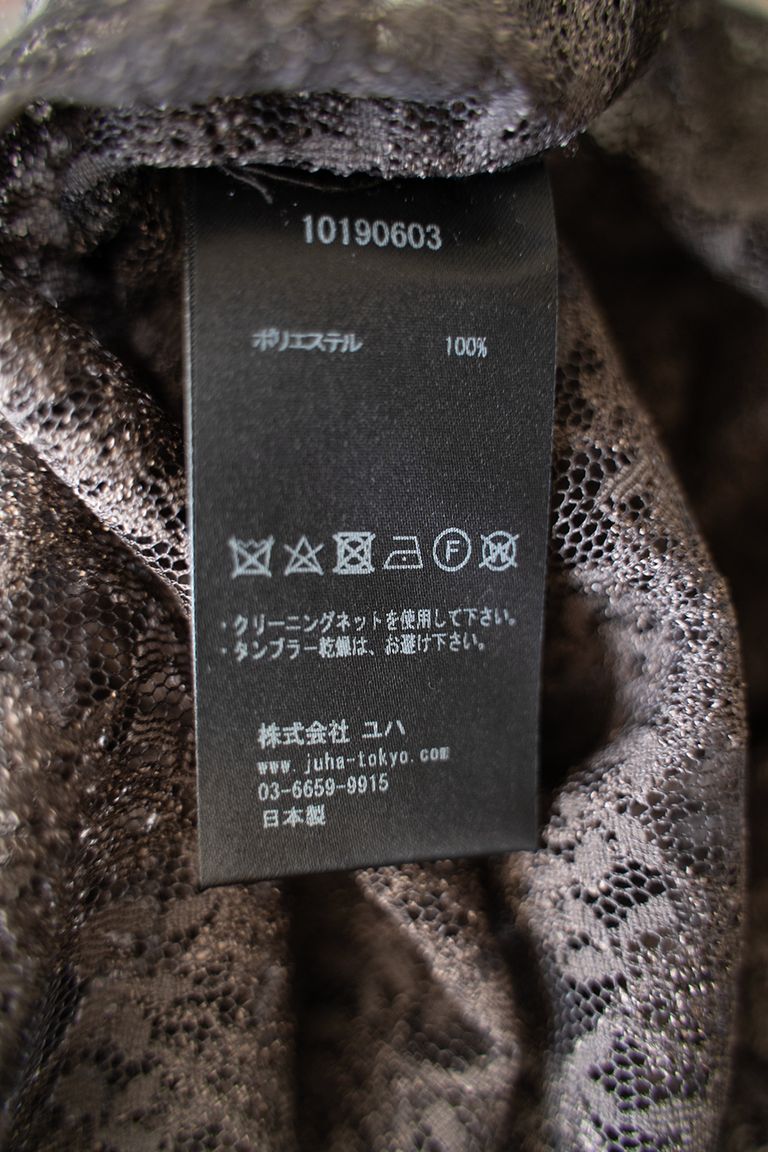 10190603
ポリエステル 100%
F W
・クリーニングネットを使用して下さい。
・タンブラー乾燥は、お避け下さい。
株式会社 ユハ
www.juha-tokyo.com
03-6659-9915
日本製